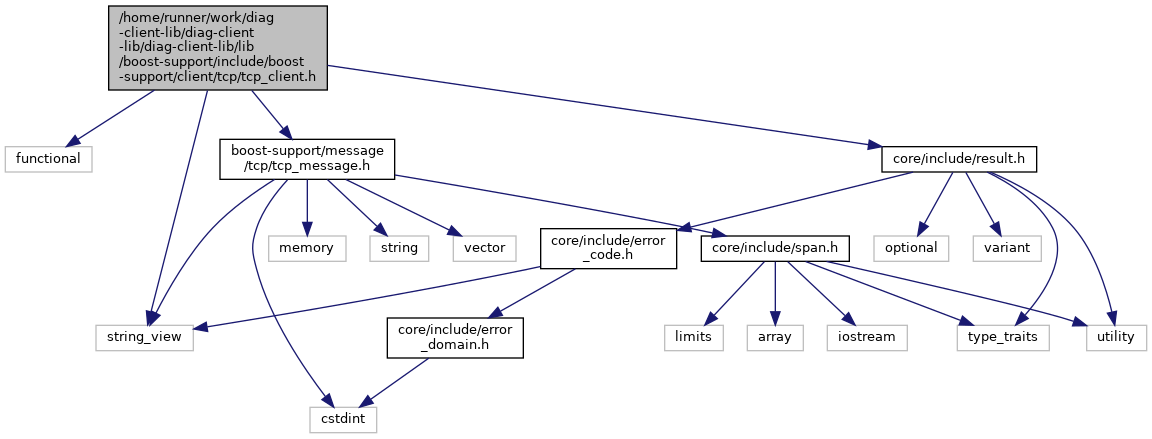 /home/runner/work/diag
-client-lib/diag-client
-lib/diag-client-lib/lib
/boost-support/include/boost
-support/client/tcp/tcp_client.h
functional
boost-support/message
/tcp/tcp_message.h
core/include/result.h
memory
string
vector
core/include/error
_code.h
core/include/span.h
optional
variant
string_view
core/include/error
_domain.h
limits
array
iostream
type_traits
utility
cstdint